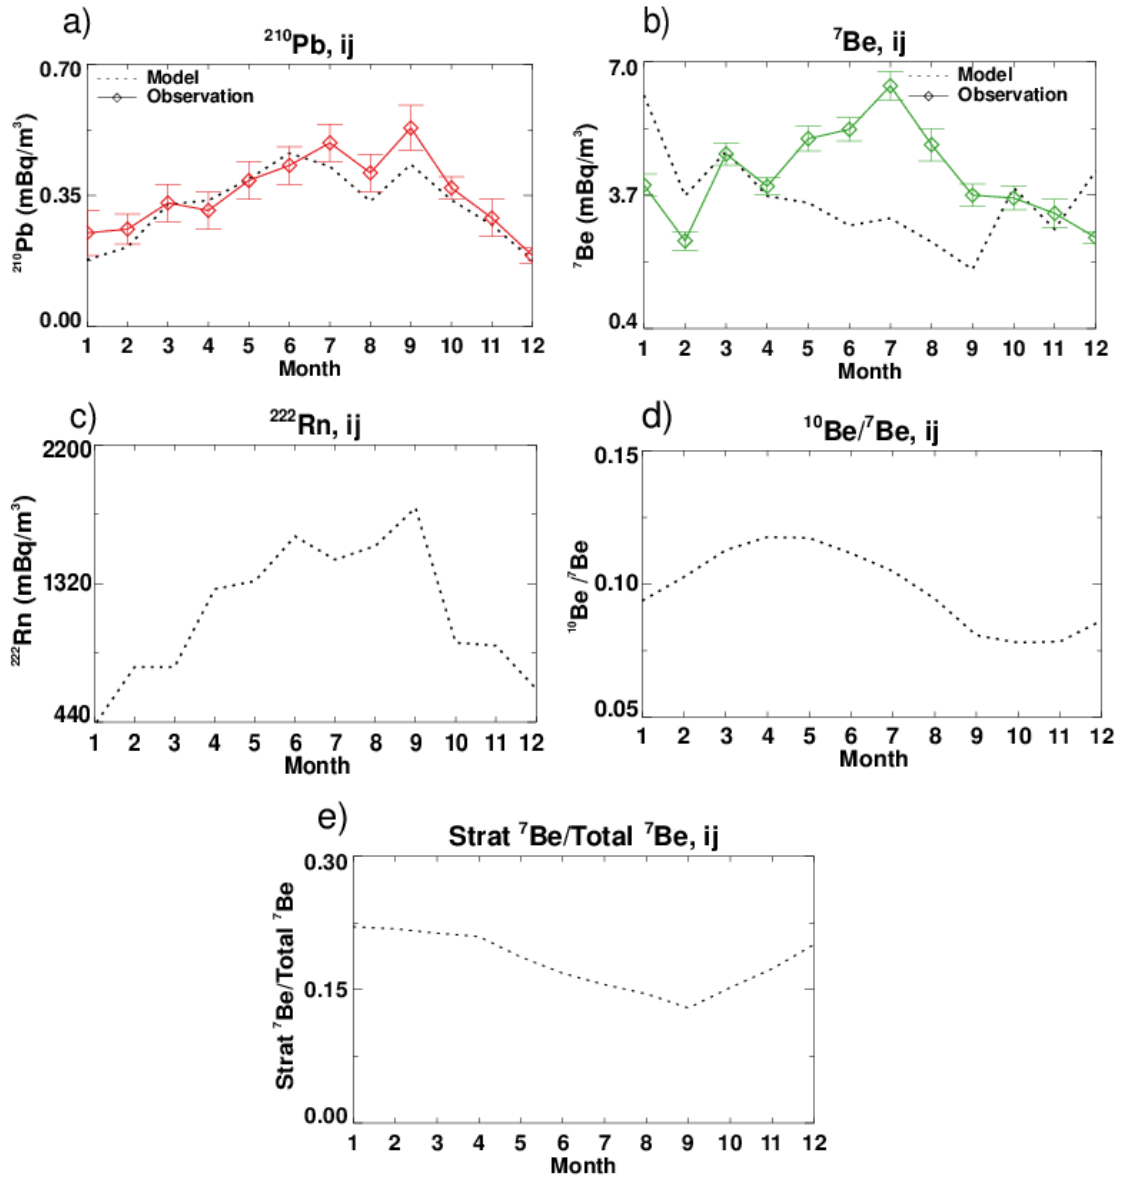 a)
²¹⁰Pb, ij
0.70
0.35
0.00
²¹⁰Pb (mBq/m³)
Model
Observation
1 2 3 4 5 6 7 8 9 10 11 12
Month
b)
⁷Be, ij
7.0
3.7
0.4
⁷Be (mBq/m³)
Model
Observation
1 2 3 4 5 6 7 8 9 10 11 12
Month
c)
²²²Rn, ij
2200
1320
440
²²²Rn (mBq/m³)
1 2 3 4 5 6 7 8 9 10 11 12
Month
d)
¹⁰Be/⁷Be, ij
0.15
0.10
0.05
¹⁰Be /⁷Be
1 2 3 4 5 6 7 8 9 10 11 12
Month
e)
Strat ⁷Be/Total ⁷Be, ij
0.30
0.15
0.00
Strat ⁷Be/Total ⁷Be
1 2 3 4 5 6 7 8 9 10 11 12
Month